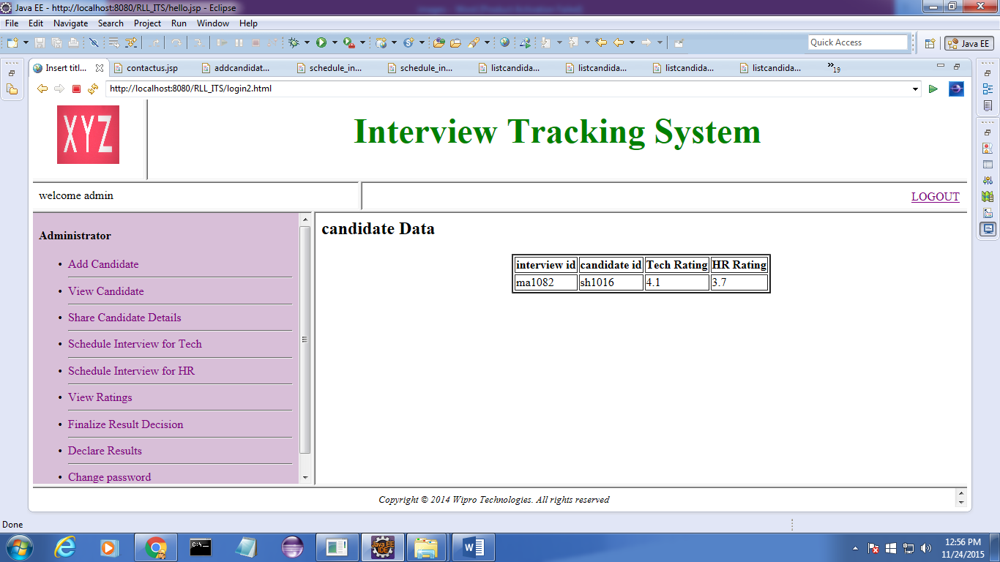 Java EE - http://localhost:8080/RLL_ITS/hello.jsp - Eclipse
File Edit Navigate Search Project Run Window Help
Quick Access
Java EE
Insert titl...
contactus.jsp
addcandidat...
schedule_in...
schedule_in...
listcandida...
listcandida...
listcandida...
listcandida...
»19
http://localhost:8080/RLL_ITS/login2.html
XYZ
Interview Tracking System
welcome admin
LOGOUT
Administrator
• Add Candidate
• View Candidate
• Share Candidate Details
• Schedule Interview for Tech
• Schedule Interview for HR
• View Ratings
• Finalize Result Decision
• Declare Results
• Change password
candidate Data
interview id candidate id Tech Rating HR Rating
ma1082 sh1016 4.1 3.7
Copyright © 2014 Wipro Technologies. All rights reserved
Done
C:\
Java EE
IDE
12:56 PM
11/24/2015